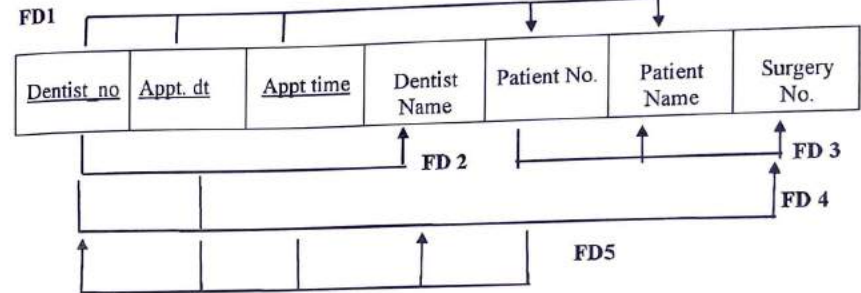 FD1
Dentist_no Appt. dt Appt time Dentist Patient No. Patient Surgery
Name Name No.
FD 2 FD 3
FD 4
FD5